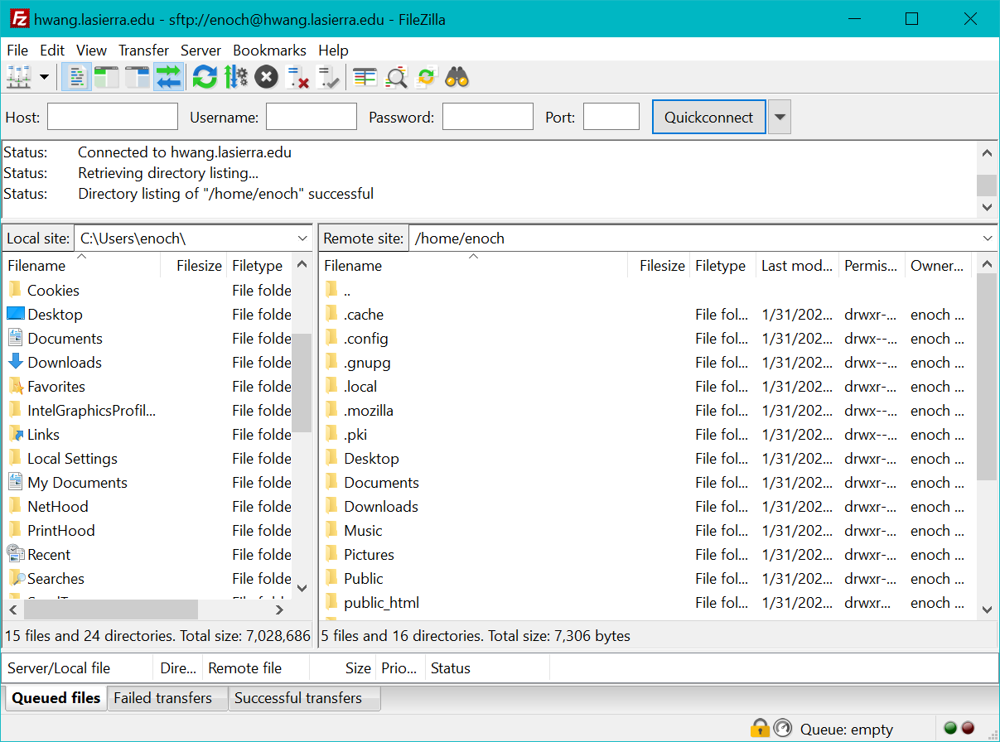 hwang.lasierra.edu - sftp://enoch@hwang.lasierra.edu - FileZilla
File Edit View Transfer Server Bookmarks Help
Host: Username: Password: Port: Quickconnect
Status: Connected to hwang.lasierra.edu
Status: Retrieving directory listing...
Status: Directory listing of "/home/enoch" successful
Local site: C:\Users\enoch\
Filename Filesize Filetype
Cookies File folde
Desktop File folde
Documents File folde
Downloads File folde
Favorites File folde
IntelGraphicsProfil... File folde
Links File folde
Local Settings File folde
My Documents File folde
NetHood File folde
PrintHood File folde
Recent File folde
Searches File folde
15 files and 24 directories. Total size: 7,028,686
Remote site: /home/enoch
Filename Filesize Filetype Last mod... Permis... Owner...
..
.cache File fol... 1/31/202... drwxr-... enoch ...
.config File fol... 1/31/202... drwx--... enoch ...
.gnupg File fol... 1/31/202... drwx--... enoch ...
.local File fol... 1/31/202... drwxr-... enoch ...
.mozilla File fol... 1/31/202... drwx--... enoch ...
.pki File fol... 1/31/202... drwx--... enoch ...
Desktop File fol... 1/31/202... drwxr-... enoch ...
Documents File fol... 1/31/202... drwxr-... enoch ...
Downloads File fol... 1/31/202... drwxr-... enoch ...
Music File fol... 1/31/202... drwxr-... enoch ...
Pictures File fol... 1/31/202... drwxr-... enoch ...
Public File fol... 1/31/202... drwxr-... enoch ...
public_html File fol... 1/31/202... drwxr... enoch ...
5 files and 16 directories. Total size: 7,306 bytes
Server/Local file Dire... Remote file Size Prio... Status
Queued files Failed transfers Successful transfers
Queue: empty